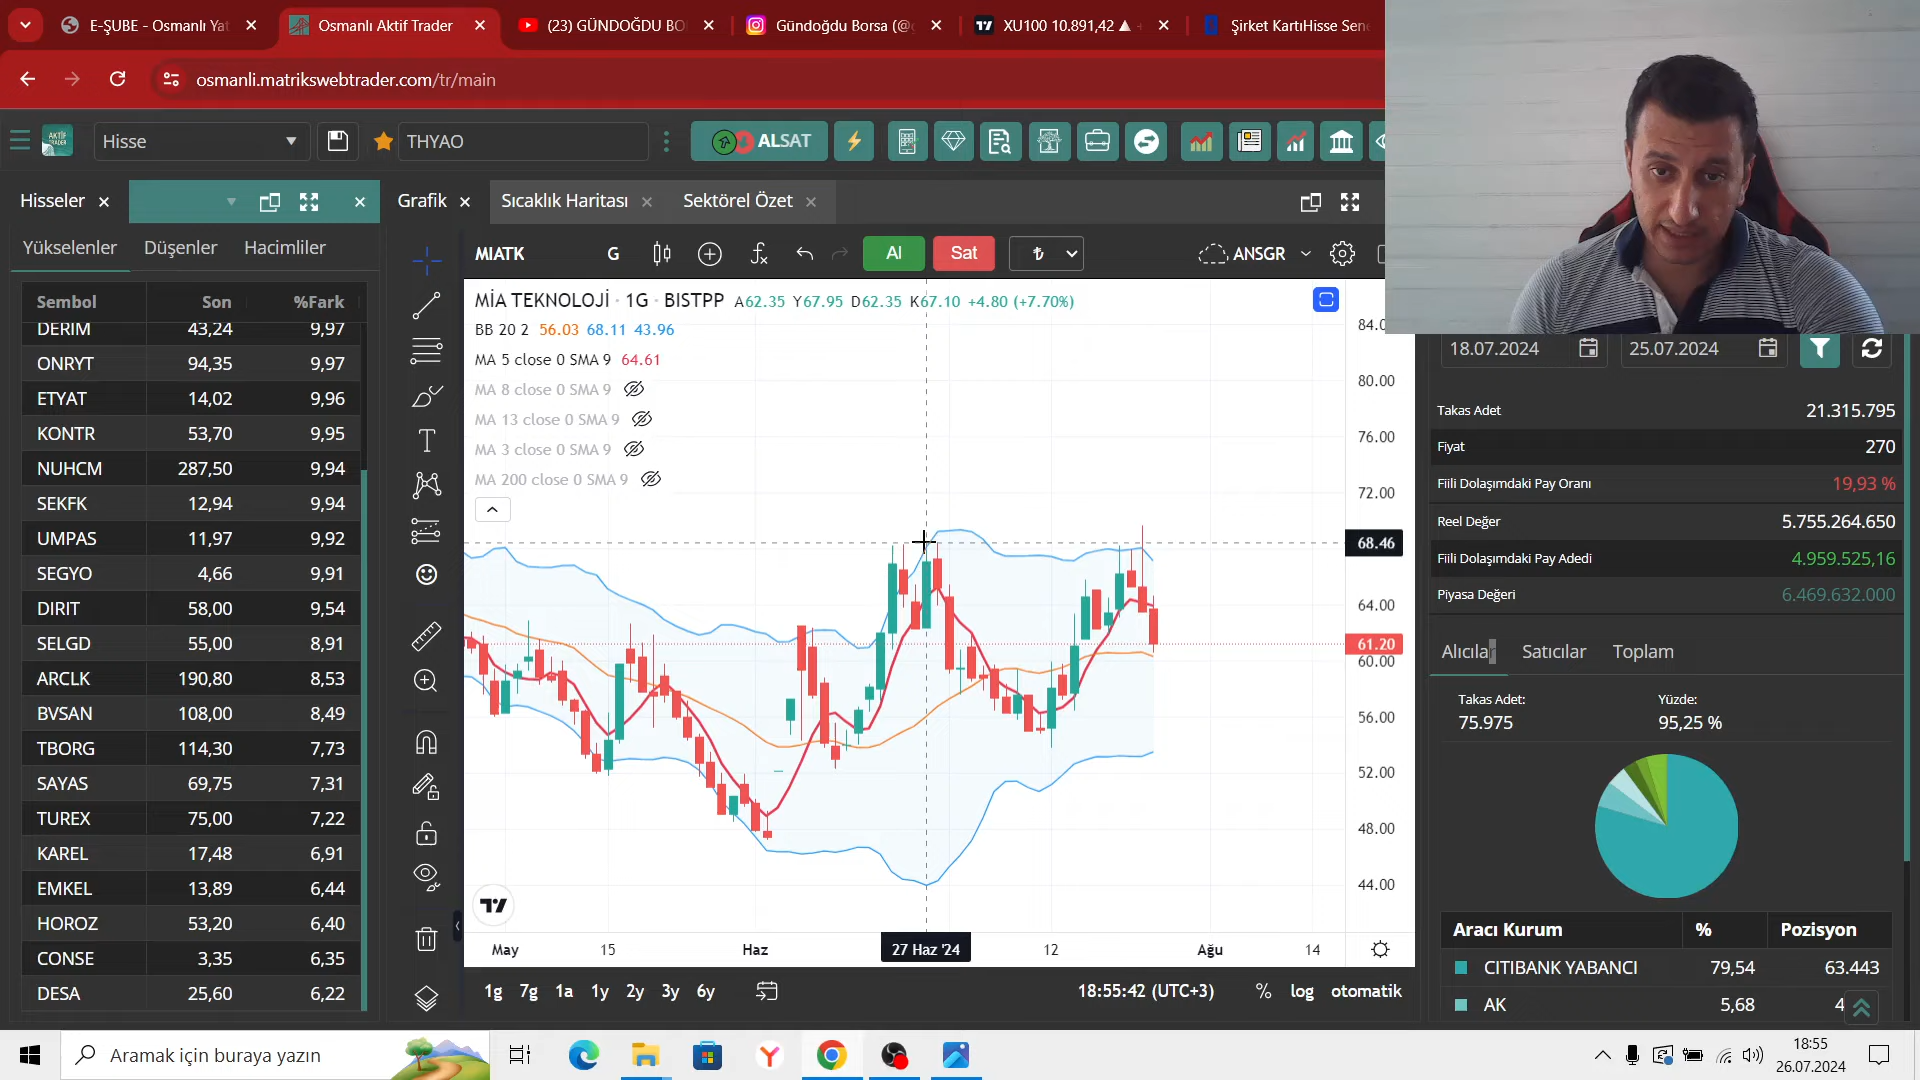 E-ŞUBE - Osmanlı Yat
Osmanlı Aktif Trader
(23) GÜNDOĞDU BO
Gündoğdu Borsa (@g
XU100 10.891,42 ▲
Şirket KartıHisse Sene
osmanli.matrikswebtrader.com/tr/main
AKTİF TRADER
Hisse
THYAO
ALSAT
Hisseler
Grafik
Sıcaklık Haritası
Sektörel Özet
Yükselenler Düşenler Hacimliler
Sembol Son %Fark
DERIM 43,24 9,97
ONRYT 94,35 9,97
ETYAT 14,02 9,96
KONTR 53,70 9,95
NUHCM 287,50 9,94
SEKFK 12,94 9,94
UMPAS 11,97 9,92
SEGYO 4,66 9,91
DIRIT 58,00 9,54
SELGD 55,00 8,91
ARCLK 190,80 8,53
BVSAN 108,00 8,49
TBORG 114,30 7,73
SAYAS 69,75 7,31
TUREX 75,00 7,22
KAREL 17,48 6,91
EMKEL 13,89 6,44
HOROZ 53,20 6,40
CONSE 3,35 6,35
DESA 25,60 6,22
MIATK G Al Sat ₺ ANSGR
MİA TEKNOLOJİ · 1G · BISTPP A62.35 Y67.95 D62.35 K67.10 +4.80 (+7.70%)
BB 20 2 56.03 68.11 43.96
MA 5 close 0 SMA 9 64.61
MA 8 close 0 SMA 9
MA 13 close 0 SMA 9
MA 3 close 0 SMA 9
MA 200 close 0 SMA 9
80.00
76.00
72.00
68.46
64.00
61.20
60.00
56.00
52.00
48.00
44.00
May 15 Haz 27 Haz '24 12 Ağu 14
1g 7g 1a 1y 2y 3y 6y
18:55:42 (UTC+3) % log otomatik
18.07.2024 25.07.2024
Takas Adet 21.315.795
Fiyat 270
Fiili Dolaşımdaki Pay Oranı 19,93 %
Reel Değer 5.755.264.650
Fiili Dolaşımdaki Pay Adedi 4.959.525,16
Piyasa Değeri 6.469.632.000
Alıcılar Satıcılar Toplam
Takas Adet: Yüzde:
75.975 95,25 %
Aracı Kurum % Pozisyon
CITIBANK YABANCI 79,54 63.443
AK 5,68 4
Aramak için buraya yazın
18:55
26.07.2024